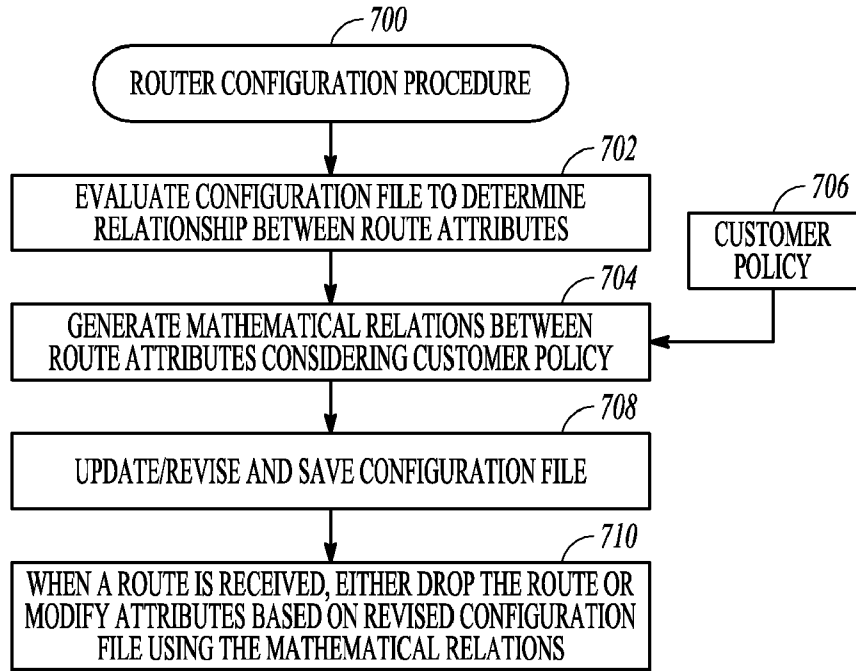 700
ROUTER CONFIGURATION PROCEDURE
702
EVALUATE CONFIGURATION FILE TO DETERMINE
RELATIONSHIP BETWEEN ROUTE ATTRIBUTES
706
CUSTOMER
POLICY
704
GENERATE MATHEMATICAL RELATIONS BETWEEN
ROUTE ATTRIBUTES CONSIDERING CUSTOMER POLICY
708
UPDATE/REVISE AND SAVE CONFIGURATION FILE
710
WHEN A ROUTE IS RECEIVED, EITHER DROP THE ROUTE OR
MODIFY ATTRIBUTES BASED ON REVISED CONFIGURATION
FILE USING THE MATHEMATICAL RELATIONS